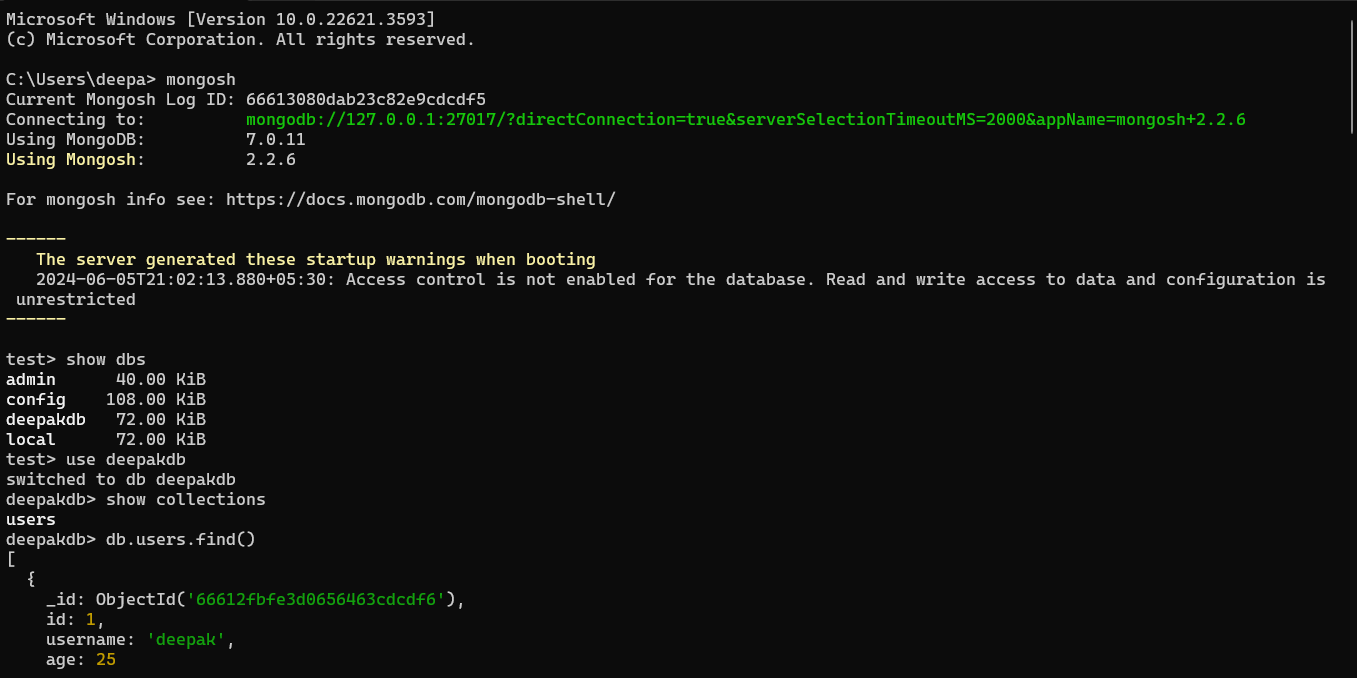 Microsoft Windows [Version 10.0.22621.3593]
(c) Microsoft Corporation. All rights reserved.
C:\Users\deepa> mongosh
Current Mongosh Log ID: 66613080dab23c82e9cdcdf5
Connecting to: mongodb://127.0.0.1:27017/?directConnection=true&serverSelectionTimeoutMS=2000&appName=mongosh+2.2.6
Using MongoDB: 7.0.11
Using Mongosh: 2.2.6
For mongosh info see: https://docs.mongodb.com/mongodb-shell/
------
The server generated these startup warnings when booting
2024-06-05T21:02:13.880+05:30: Access control is not enabled for the database. Read and write access to data and configuration is
unrestricted
------
test> show dbs
admin 40.00 KiB
config 108.00 KiB
deepakdb 72.00 KiB
local 72.00 KiB
test> use deepakdb
switched to db deepakdb
deepakdb> show collections
users
deepakdb> db.users.find()
[
{
_id: ObjectId('66612fbfe3d0656463cdcdf6'),
id: 1,
username: 'deepak',
age: 25